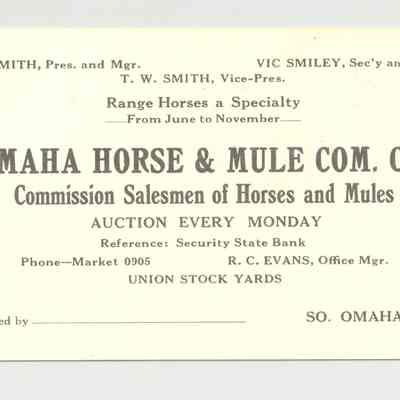 MITH, Pres. and Mgr. VIC SMILEY, Sec'y an
T. W. SMITH, Vice-Pres.
Range Horses a Specialty
From June to November
MAHA HORSE & MULE COM. C
Commission Salesmen of Horses and Mules
AUCTION EVERY MONDAY
Reference: Security State Bank
Phone—Market 0905 R. C. EVANS, Office Mgr.
UNION STOCK YARDS
ed by SO. OMAHA